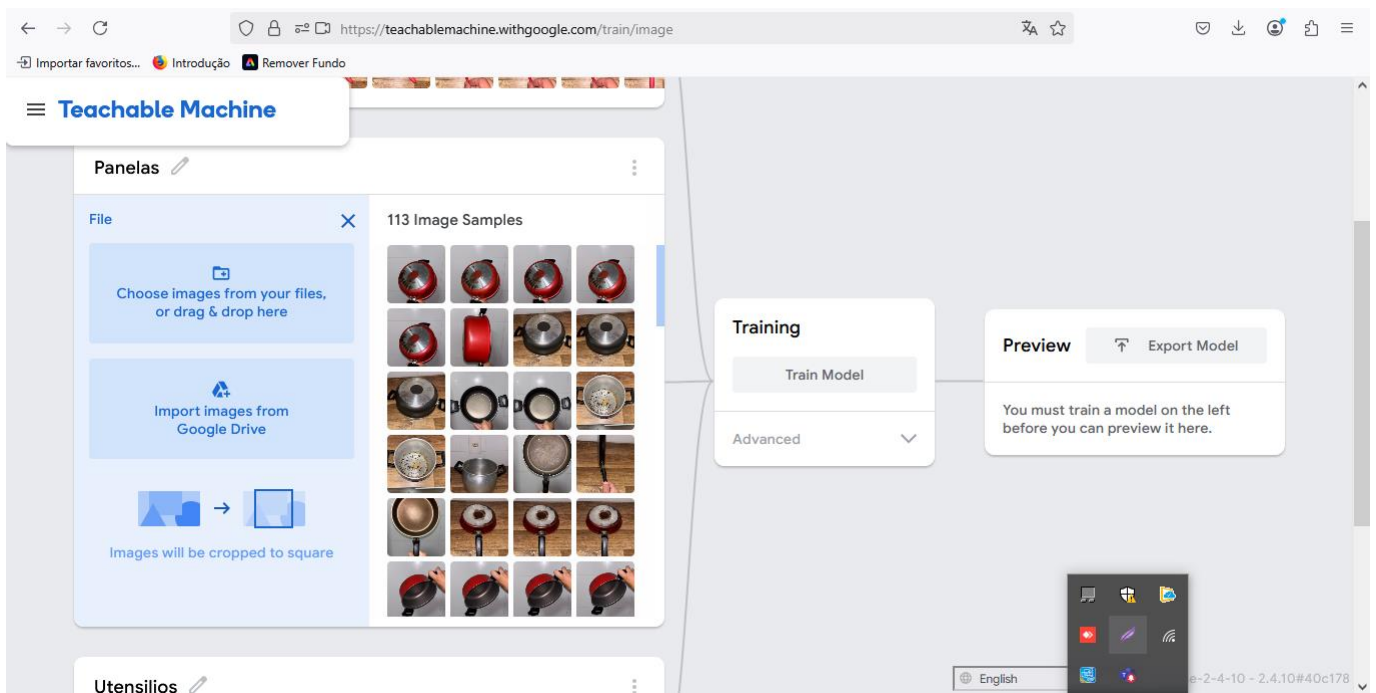 https://teachablemachine.withgoogle.com/train/image
Importar favoritos... Introdução Remover Fundo
Teachable Machine
Panelas
File
113 Image Samples
Choose images from your files,
or drag & drop here
Import images from
Google Drive
Images will be cropped to square
Training
Train Model
Advanced
Preview
Export Model
You must train a model on the left
before you can preview it here.
Utensilios
English
e-2-4-10 - 2.4.10#40c178